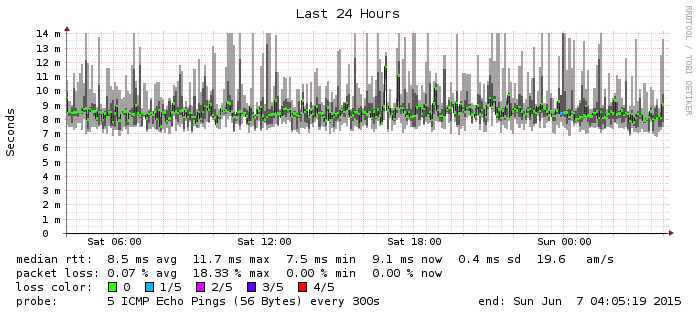 Last 24 Hours
RRDTOOL / TOBI OETIKER
Seconds
14 m
13 m
12 m
11 m
10 m
9 m
8 m
7 m
6 m
5 m
4 m
3 m
2 m
1 m
0
Sat 06:00 Sat 12:00 Sat 18:00 Sun 00:00
median rtt: 8.5 ms avg 11.7 ms max 7.5 ms min 9.1 ms now 0.4 ms sd 19.6 am/s
packet loss: 0.07 % avg 18.33 % max 0.00 % min 0.00 % now
loss color: 0 1/5 2/5 3/5 4/5
probe: 5 ICMP Echo Pings (56 Bytes) every 300s end: Sun Jun 7 04:05:19 2015